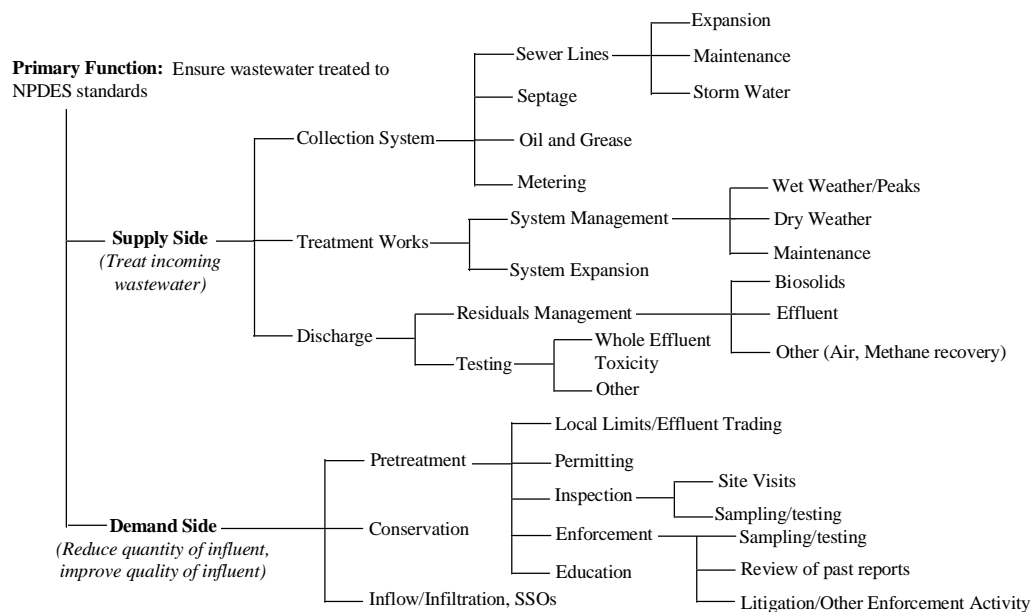 Primary Function: Ensure wastewater treated to
NPDES standards
Supply Side
(Treat incoming
wastewater)
Collection System
Sewer Lines
Expansion
Maintenance
Storm Water
Septage
Oil and Grease
Metering
Treatment Works
System Management
Wet Weather/Peaks
Dry Weather
Maintenance
System Expansion
Discharge
Residuals Management
Biosolids
Effluent
Other (Air, Methane recovery)
Testing
Whole Effluent
Toxicity
Other
Demand Side
(Reduce quantity of influent,
improve quality of influent)
Pretreatment
Local Limits/Effluent Trading
Permitting
Inspection
Site Visits
Sampling/testing
Enforcement
Sampling/testing
Review of past reports
Litigation/Other Enforcement Activity
Education
Conservation
Inflow/Infiltration, SSOs